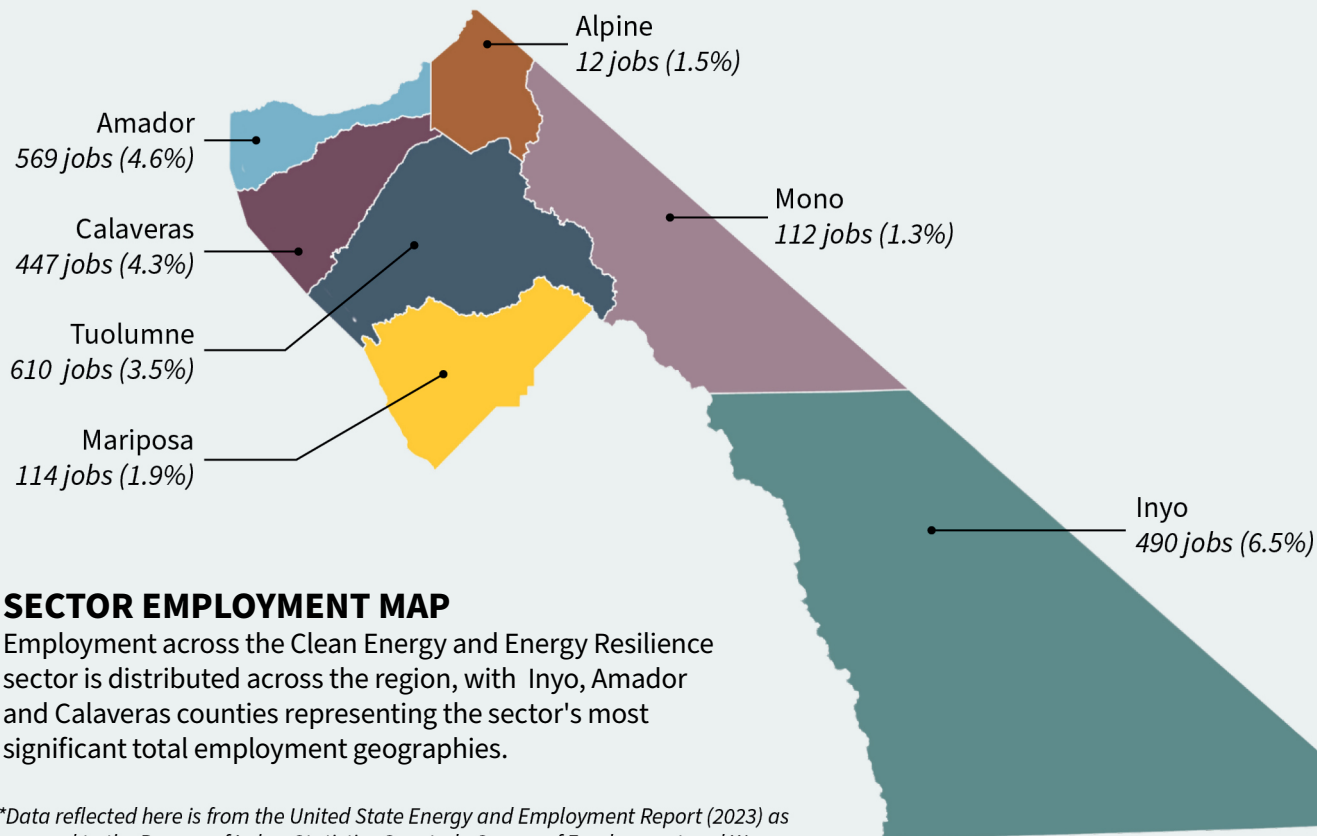 Alpine
12 jobs (1.5%)
Amador
569 jobs (4.6%)
Mono
112 jobs (1.3%)
Calaveras
447 jobs (4.3%)
Tuolumne
610 jobs (3.5%)
Mariposa
114 jobs (1.9%)
Inyo
490 jobs (6.5%)
SECTOR EMPLOYMENT MAP
Employment across the Clean Energy and Energy Resilience
sector is distributed across the region, with Inyo, Amador
and Calaveras counties representing the sector's most
significant total employment geographies.
*Data reflected here is from the United State Energy and Employment Report (2023) as